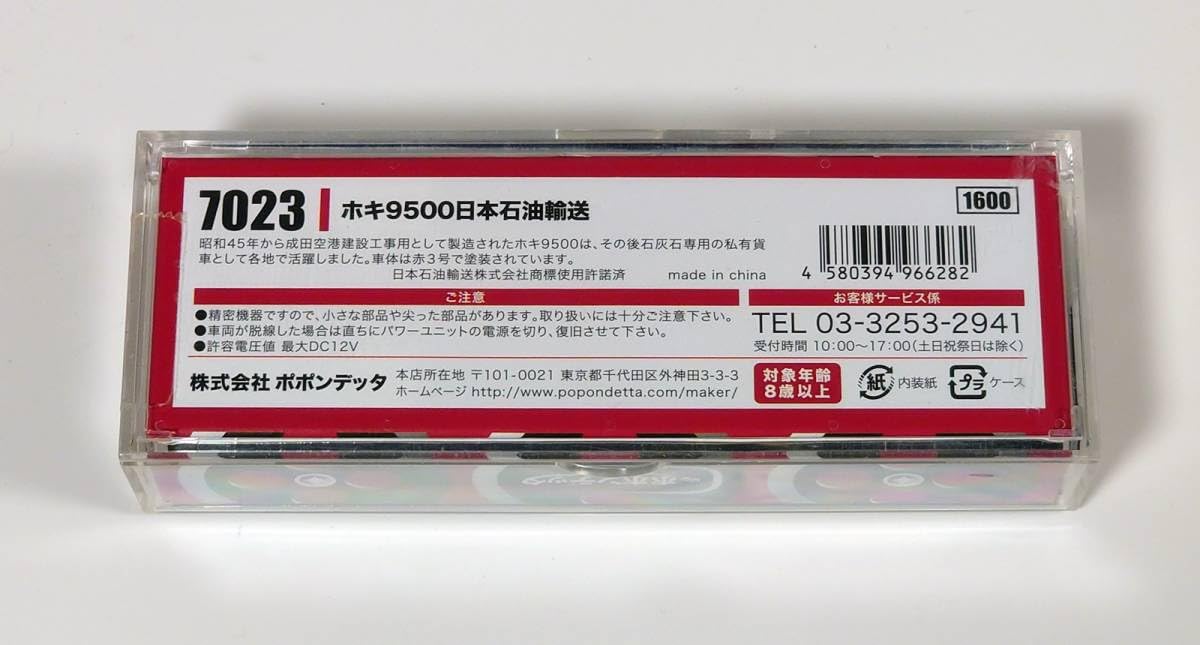 7023 ホキ9500日本石油輸送
1600
昭和45年から成田空港建設工事用として製造されたホキ9500は、その後石灰石専用の私有貨
車として各地で活躍しました。車体は赤3号で塗装されています。
日本石油輸送株式会社商標使用許諾済 made in china
4 580394 966282
ご注意
●精密機器ですので、小さな部品や尖った部品があります。取り扱いには十分ご注意下さい。
●車両が脱線した場合は直ちにパワーユニットの電源を切り、復旧させて下さい。
●許容電圧値 最大DC12V
お客様サービス係
TEL 03-3253-2941
受付時間 10:00〜17:00(土日祝祭日は除く)
株式会社 ポポンデッタ
本店所在地 〒101-0021 東京都千代田区外神田3-3-3
ホームページ http://www.popondetta.com/maker/
対象年齢
8歳以上
紙 内装紙
プラ ケース
ポポンデッタ